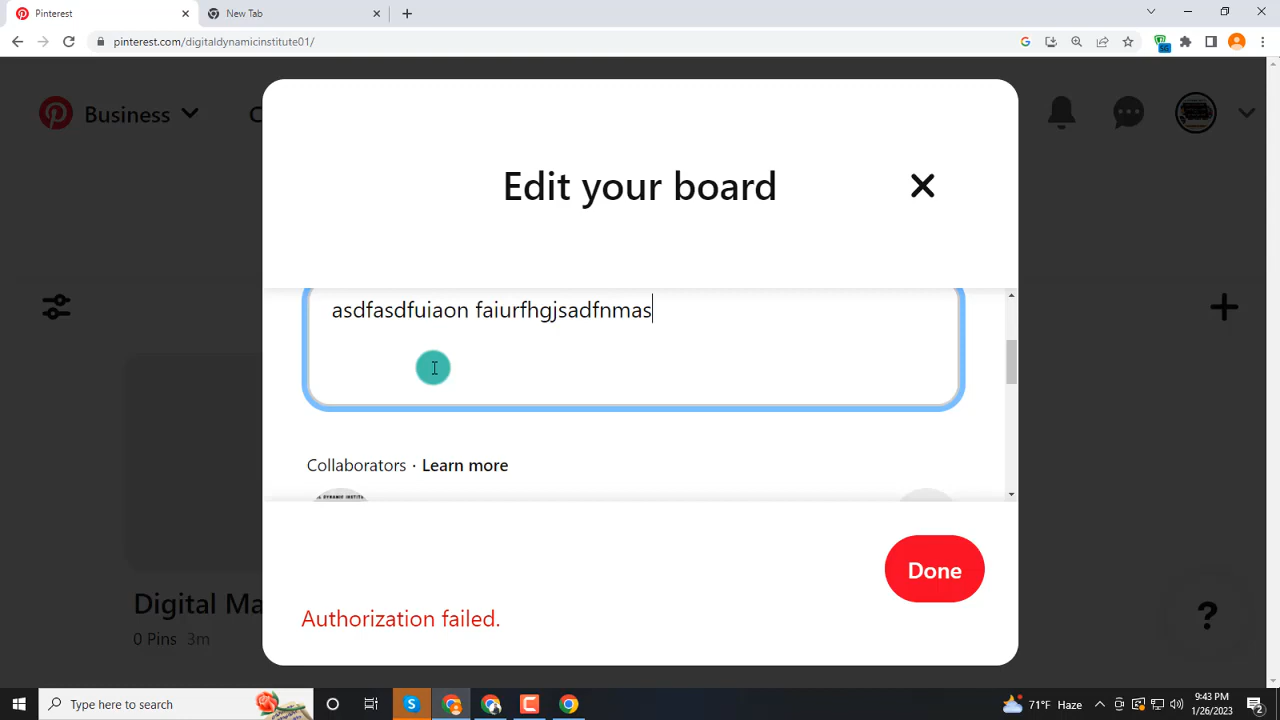 Pinterest
New Tab
pinterest.com/digitaldynamicinstitute01/
Business
C
Edit your board
asdfasdfuiaon faiurfhgjsadfnmas
Collaborators · Learn more
Digital Ma
0 Pins 3m
Done
Authorization failed.
?
Type here to search
71°F Haze
9:43 PM
1/26/2023
2